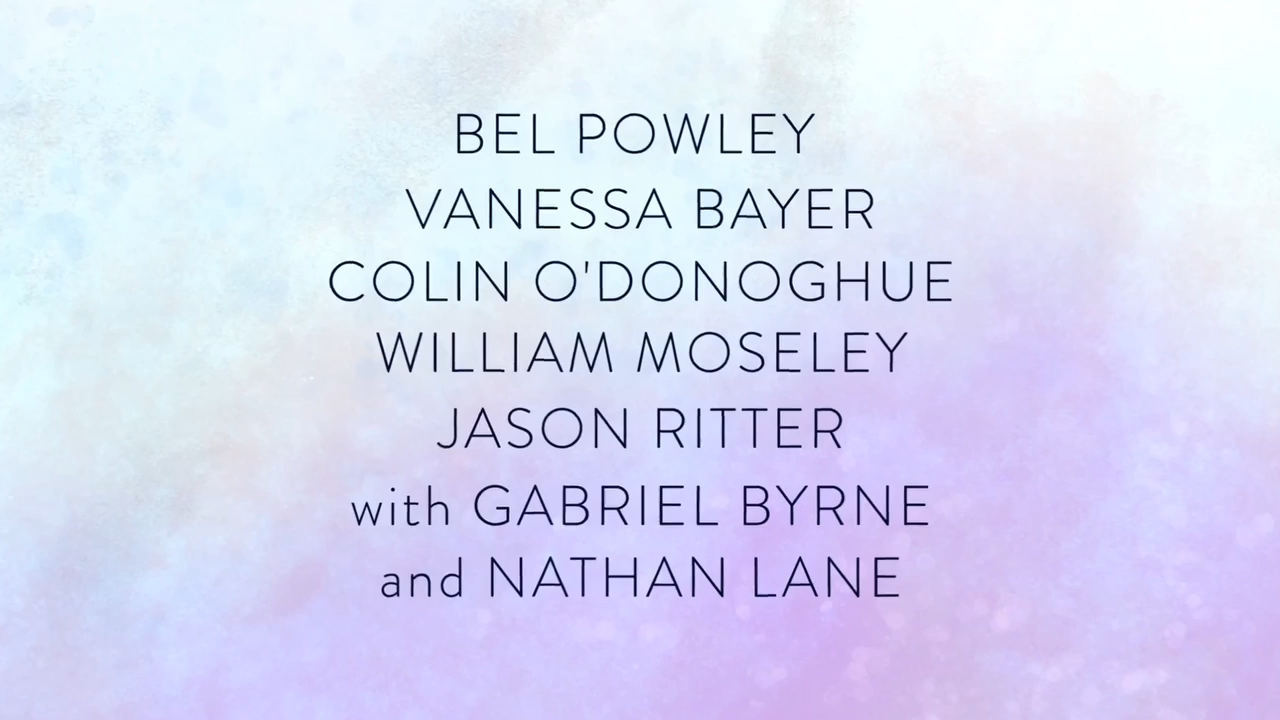 BEL POWLEY
VANESSA BAYER
COLIN O'DONOGHUE
WILLIAM MOSELEY
JASON RITTER
with GABRIEL BYRNE
and NATHAN LANE